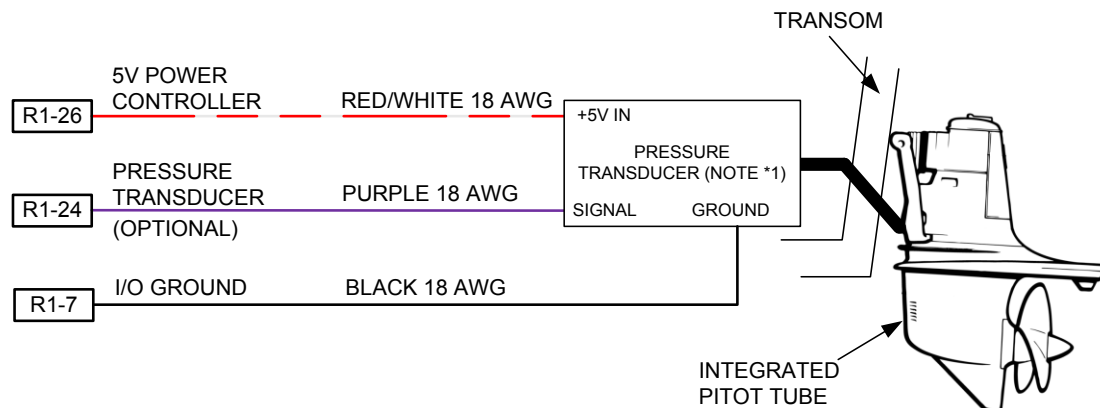 TRANSOM
5V POWER
CONTROLLER
RED/WHITE 18 AWG
R1-26
+5V IN
PRESSURE
TRANSDUCER (NOTE *1)
PRESSURE
TRANSDUCER
(OPTIONAL)
PURPLE 18 AWG
R1-24
SIGNAL
GROUND
I/O GROUND
BLACK 18 AWG
R1-7
INTEGRATED
PITOT TUBE